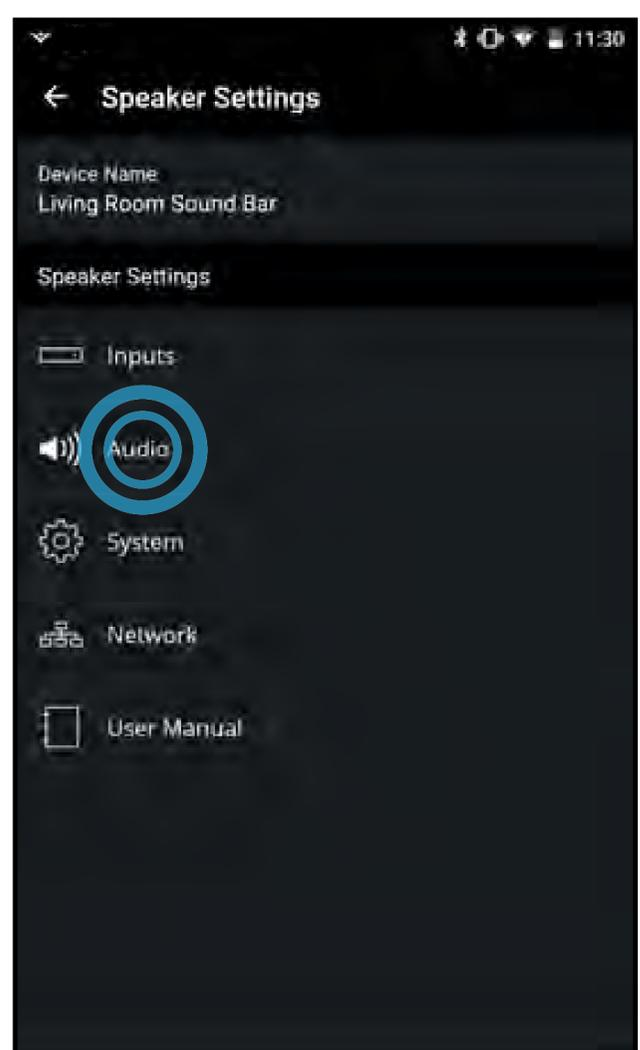 11:30
Speaker Settings
Device Name
Living Room Sound Bar
Speaker Settings
Inputs
Audio
System
Network
User Manual